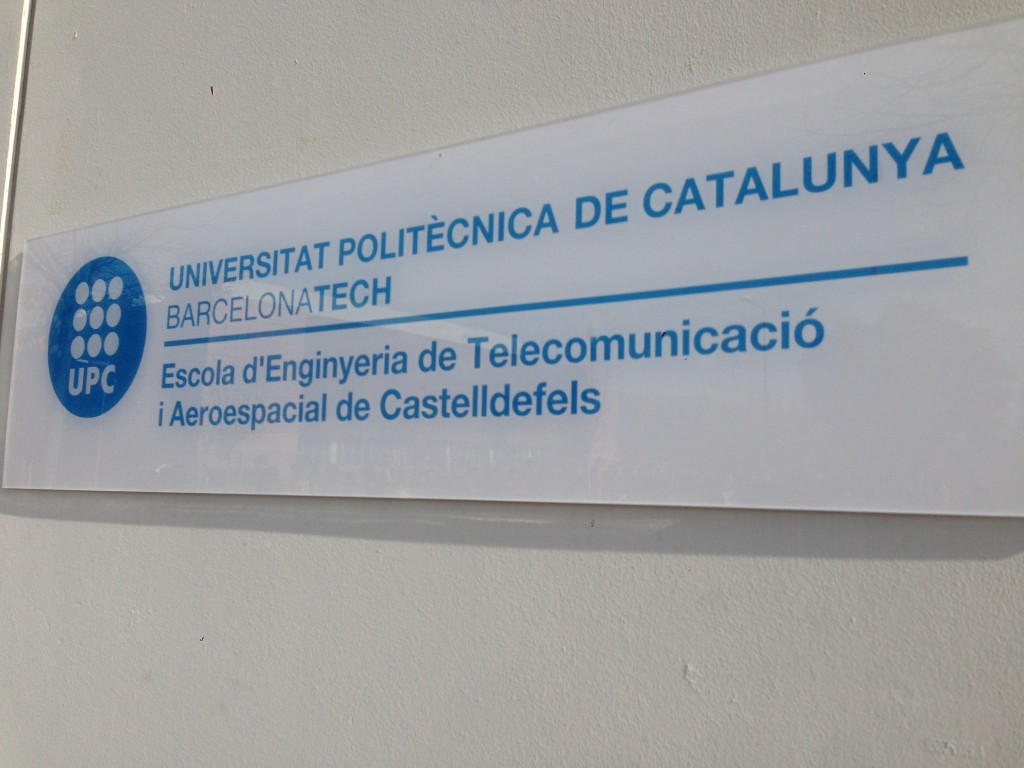 UPC
UNIVERSITAT POLITÈCNICA DE CATALUNYA
BARCELONATECH
Escola d'Enginyeria de Telecomunicació
i Aeroespacial de Castelldefels